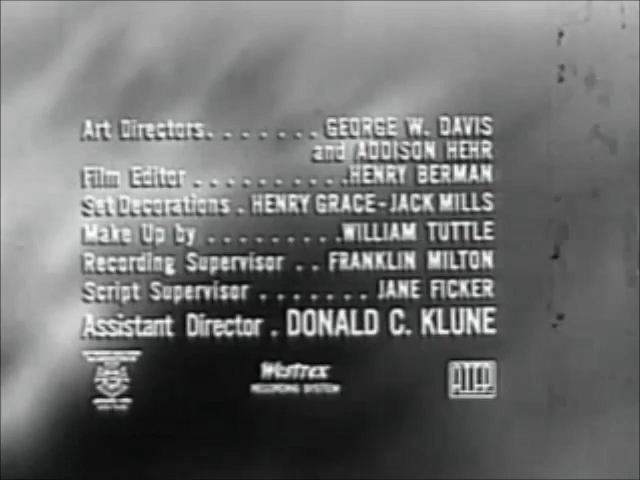 Art Directors. . . . . . . GEORGE W. DAVIS
and ADDISON HEHR
Film Editor . . . . . . . . . . .HENRY BERMAN
Set Decorations . HENRY GRACE-JACK MILLS
Make Up by . . . . . . . . .WILLIAM TUTTLE
Recording Supervisor . . FRANKLIN MILTON
Script Supervisor . . . . . . . JANE FICKER
Assistant Director . DONALD C. KLUNE
Westrex
RECORDING SYSTEM